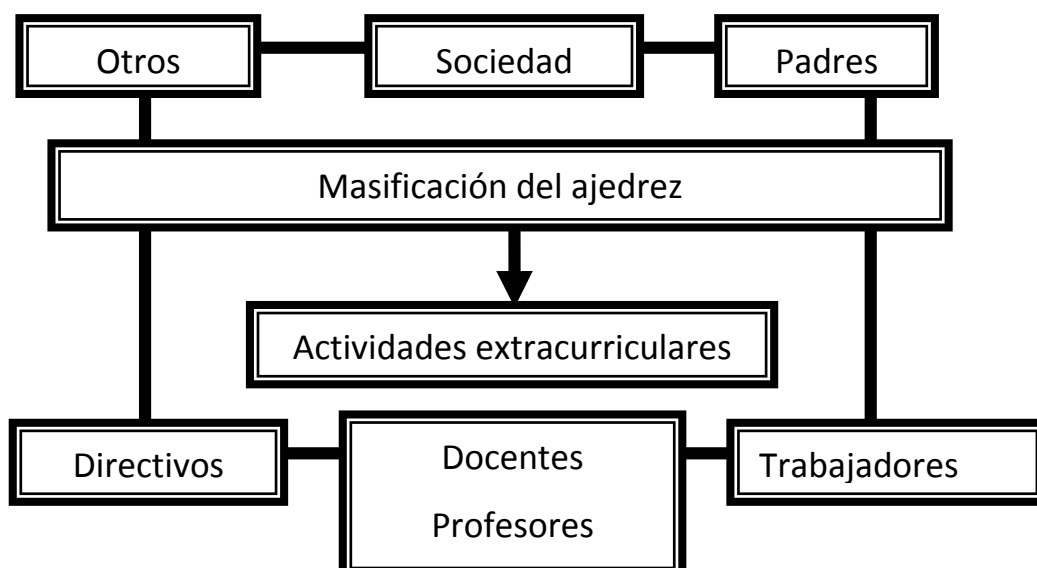 Otros
Sociedad
Padres
Masificación del ajedrez
Actividades extracurriculares
Directivos
Docentes
Profesores
Trabajadores